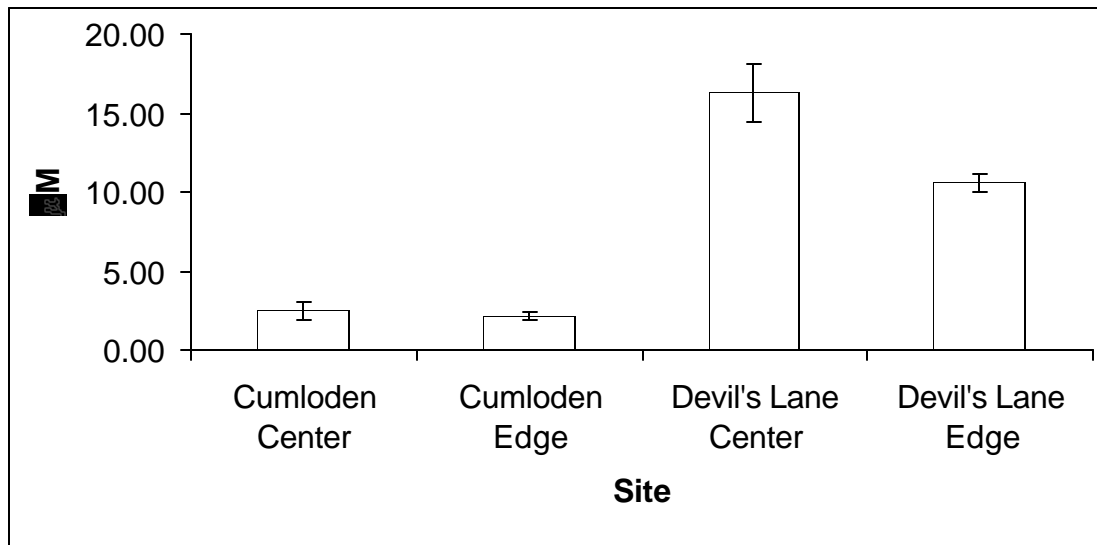 20.00
15.00
10.00
5.00
0.00
M
Cumloden
Center
Cumloden
Edge
Devil's Lane
Center
Devil's Lane
Edge
Site